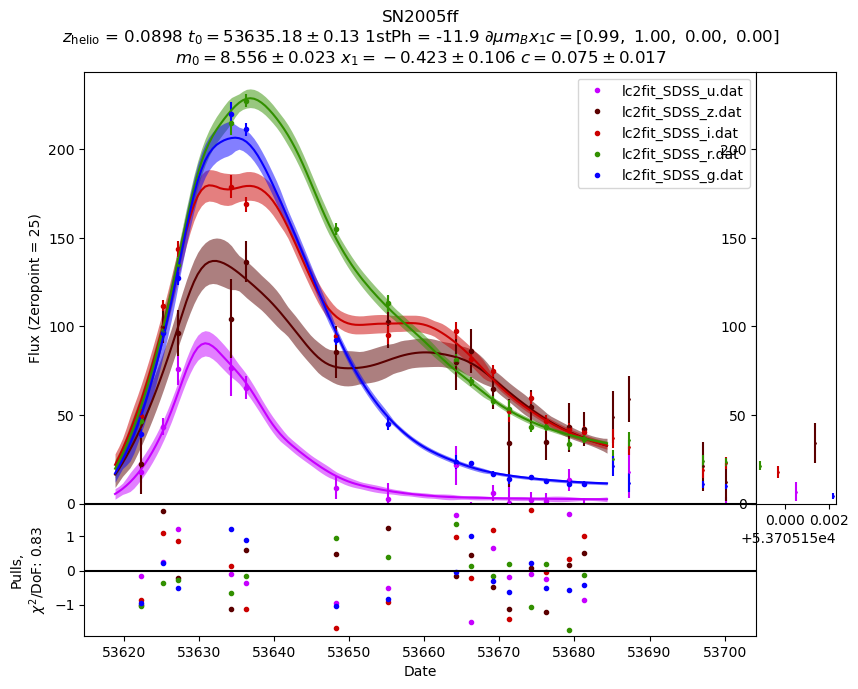 SN2005ff
z_helio = 0.0898 t_0 = 53635.18 ± 0.13 1stPh = -11.9 ∂μm_Bx_1c = [0.99, 1.00, 0.00, 0.00]
m_0 = 8.556 ± 0.023 x_1 = −0.423 ± 0.106 c = 0.075 ± 0.017
lc2fit_SDSS_u.dat
lc2fit_SDSS_z.dat
lc2fit_SDSS_i.dat
lc2fit_SDSS_r.dat
lc2fit_SDSS_g.dat
Flux (Zeropoint = 25)
200
150
100
50
0
200
150
100
50
0
0.000 0.002
+5.370515e4
Pulls,
χ²/DoF: 0.83
1
0
−1
53620 53630 53640 53650 53660 53670 53680 53690 53700
Date